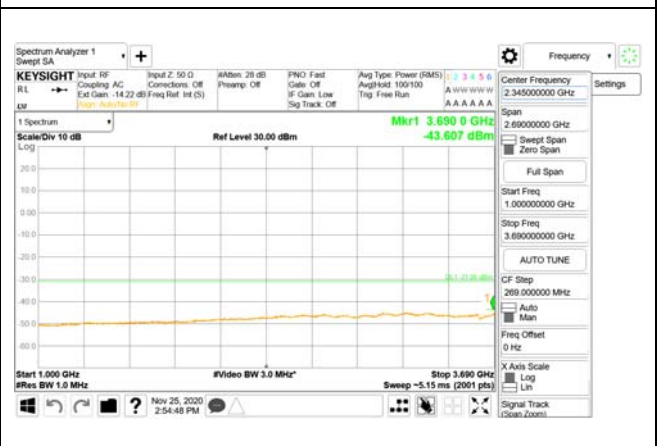 Spectrum Analyzer 1
Swept SA
+
Frequency
KEYSIGHT
RL
Input: RF
Coupling: AC
Ext Gain: -14.22 dB
Align: Auto/No RF
Input Z: 50 Ω
Corrections: Off
Freq Ref: Int (S)
#Atten: 28 dB
Preamp: Off
PNO: Fast
Gate: Off
IF Gain: Low
Sig Track: Off
Avg Type: Power (RMS)
Avg|Hold: 100/100
Trig: Free Run
1 2 3 4 5 6
A W W W W W
A A A A A A
1 Spectrum
Scale/Div 10 dB
Ref Level 30.00 dBm
Mkr1 3.690 0 GHz
-43.607 dBm
Log
20.0
10.0
0.00
-10.0
-20.0
-30.0
-40.0
-50.0
-60.0
1
Start 1.000 GHz
#Res BW 1.0 MHz
#Video BW 3.0 MHz*
Stop 3.690 GHz
Sweep ~5.15 ms (2001 pts)
?
Nov 25, 2020
2:54:48 PM
Center Frequency
2.345000000 GHz
Settings
Span
2.69000000 GHz
Swept Span
Zero Span
Full Span
Start Freq
1.000000000 GHz
Stop Freq
3.690000000 GHz
AUTO TUNE
CF Step
269.000000 MHz
Auto
Man
Freq Offset
0 Hz
X Axis Scale
Log
Lin
Signal Track
(Span Zoom)